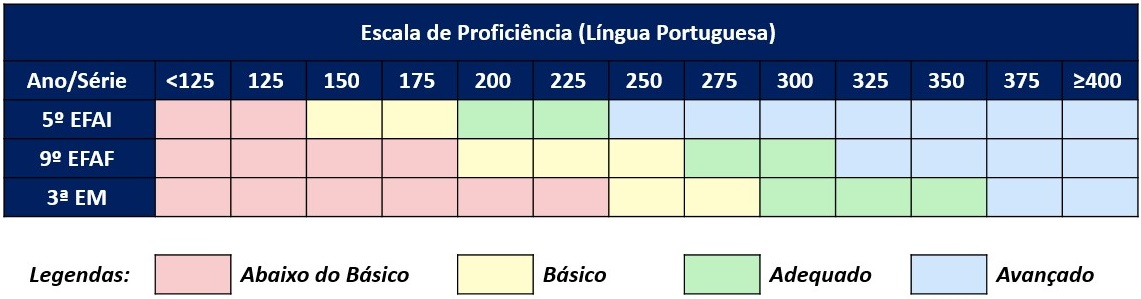 Escala de Proficiência (Língua Portuguesa)
Ano/Série <125 125 150 175 200 225 250 275 300 325 350 375 ≥400
5º EFAI
9º EFAF
3ª EM
Legendas: Abaixo do Básico Básico Adequado Avançado